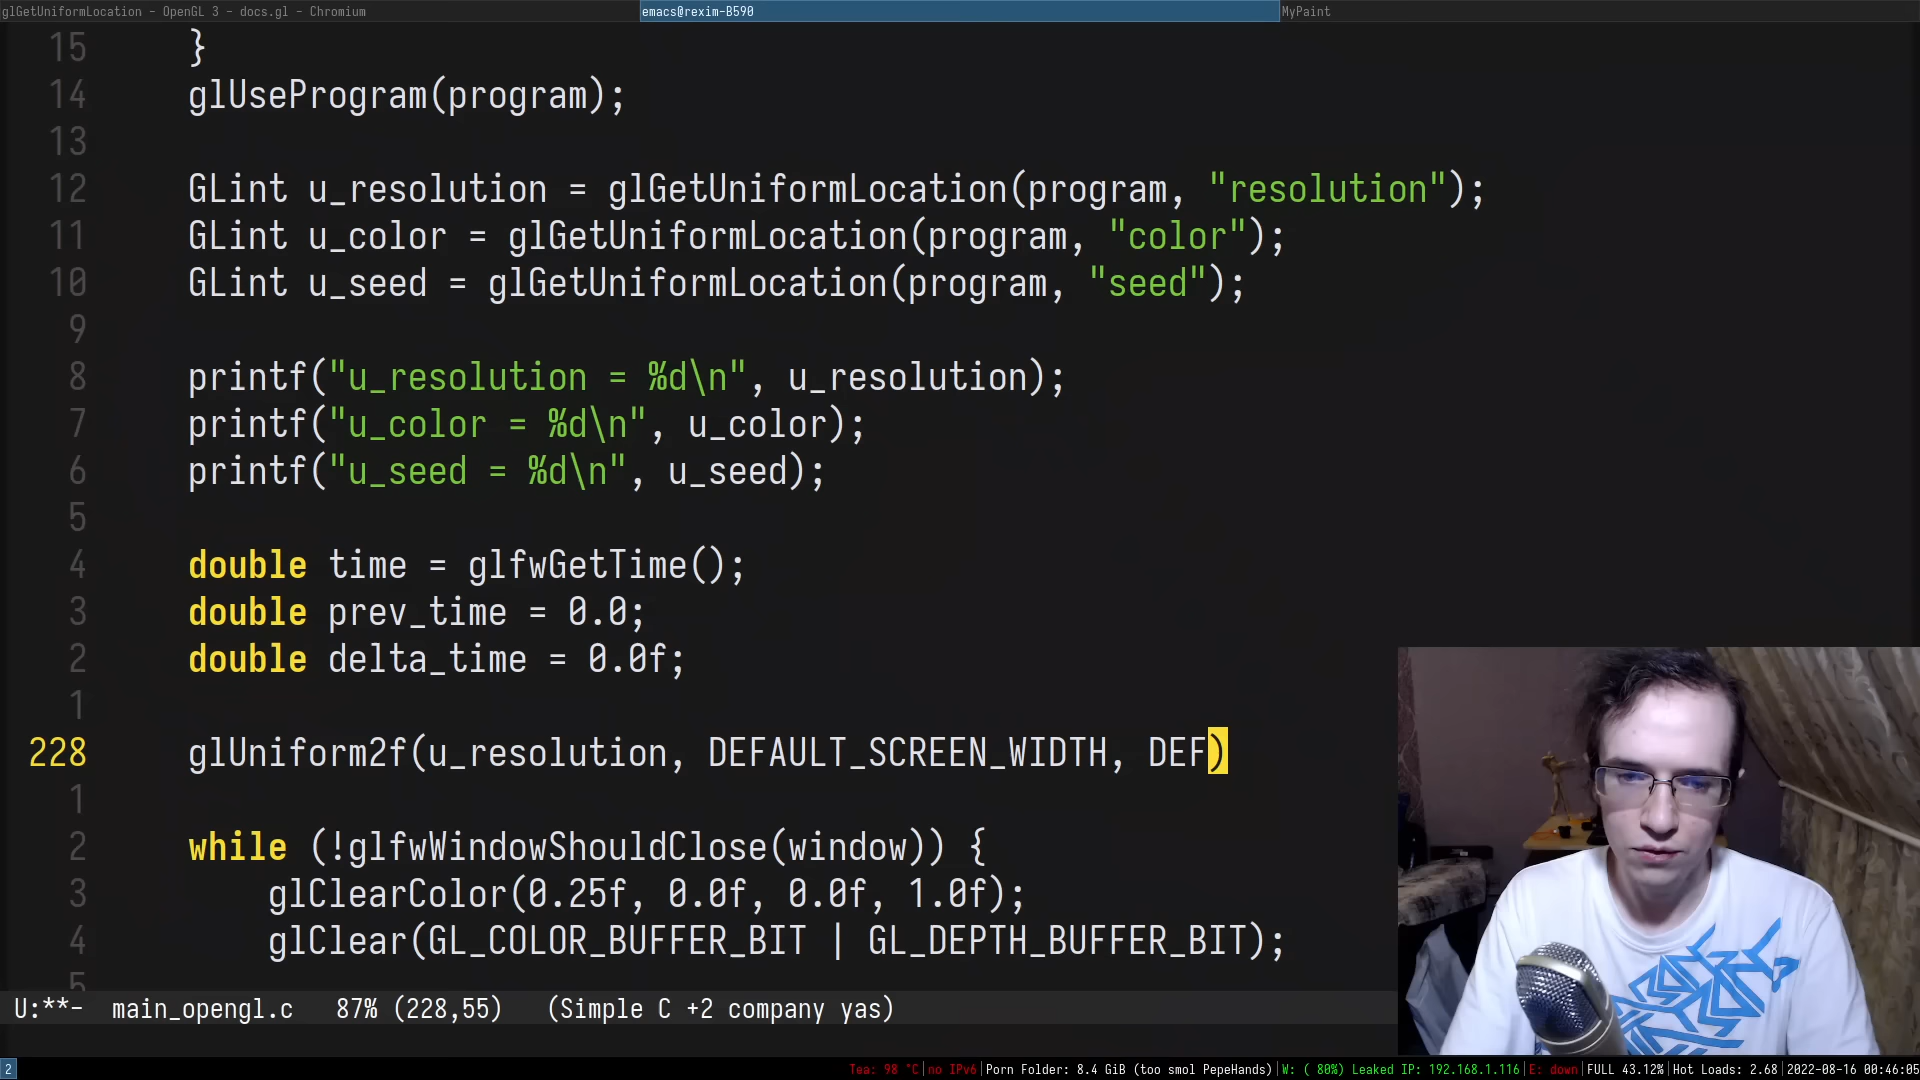 glGetUniformLocation - OpenGL 3 - docs.gl - Chromium
emacs@rexim-B590
MyPaint
15 }
14 glUseProgram(program);
13
12 GLint u_resolution = glGetUniformLocation(program, "resolution");
11 GLint u_color = glGetUniformLocation(program, "color");
10 GLint u_seed = glGetUniformLocation(program, "seed");
9
8 printf("u_resolution = %d\n", u_resolution);
7 printf("u_color = %d\n", u_color);
6 printf("u_seed = %d\n", u_seed);
5
4 double time = glfwGetTime();
3 double prev_time = 0.0;
2 double delta_time = 0.0f;
1
228 glUniform2f(u_resolution, DEFAULT_SCREEN_WIDTH, DEF)
1
2 while (!glfwWindowShouldClose(window)) {
3 glClearColor(0.25f, 0.0f, 0.0f, 1.0f);
4 glClear(GL_COLOR_BUFFER_BIT | GL_DEPTH_BUFFER_BIT);
5
U:**- main_opengl.c 87% (228,55) (Simple C +2 company yas)
2 Tea: 98 °C|no IPv6|Porn Folder: 8.4 GiB (too smol PepeHands)|W: ( 80%) Leaked IP: 192.168.1.116|E: down|FULL 43.12%|Hot Loads: 2.68|2022-08-16 00:46:05